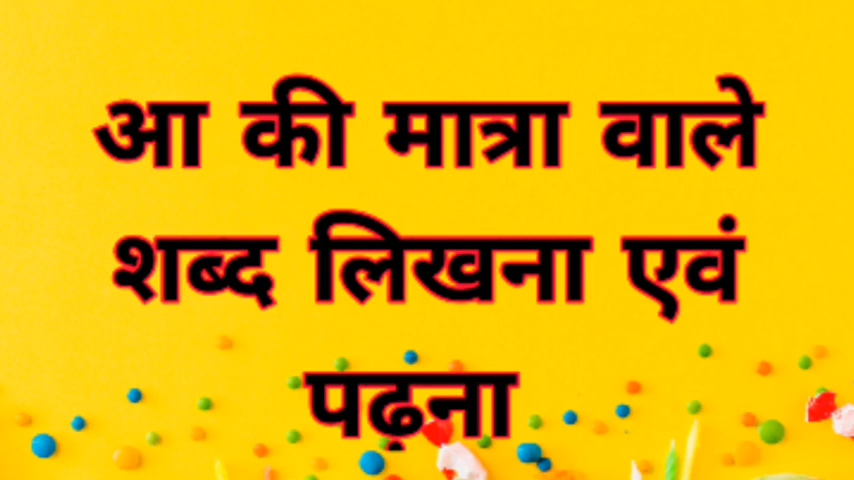 आ की मात्रा वाले
शब्द लिखना एवं
पढ़ना